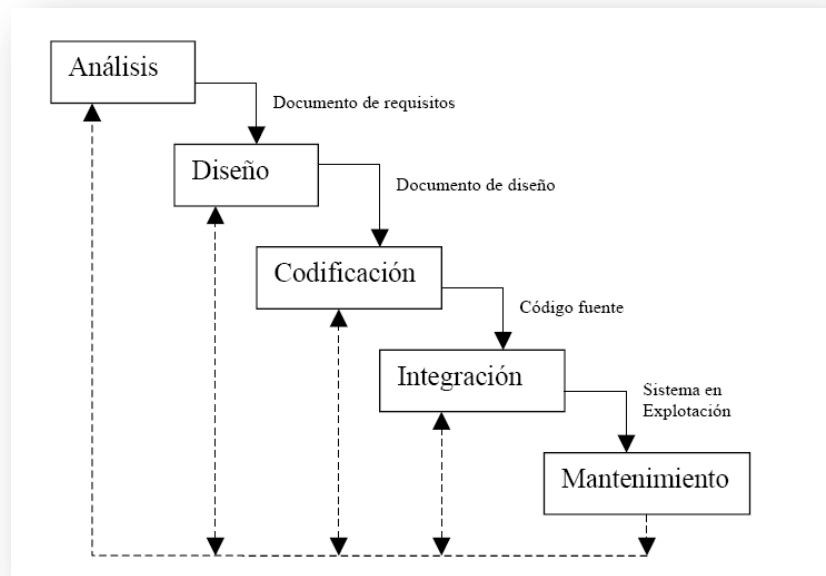 Análisis
Documento de requisitos
Diseño
Documento de diseño
Codificación
Código fuente
Integración
Sistema en
Explotación
Mantenimiento